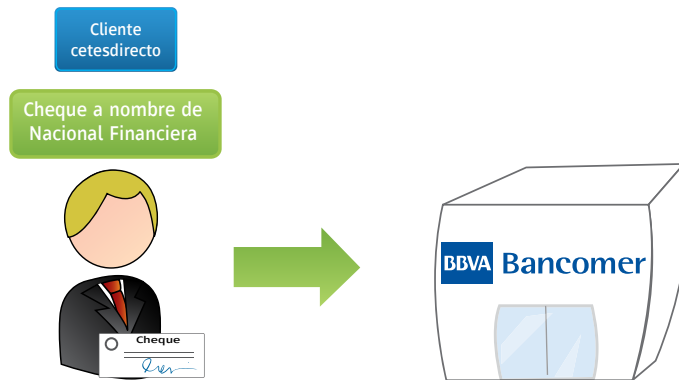 Cliente
cetesdirecto
Cheque a nombre de
Nacional Financiera
BBVA Bancomer
Cheque